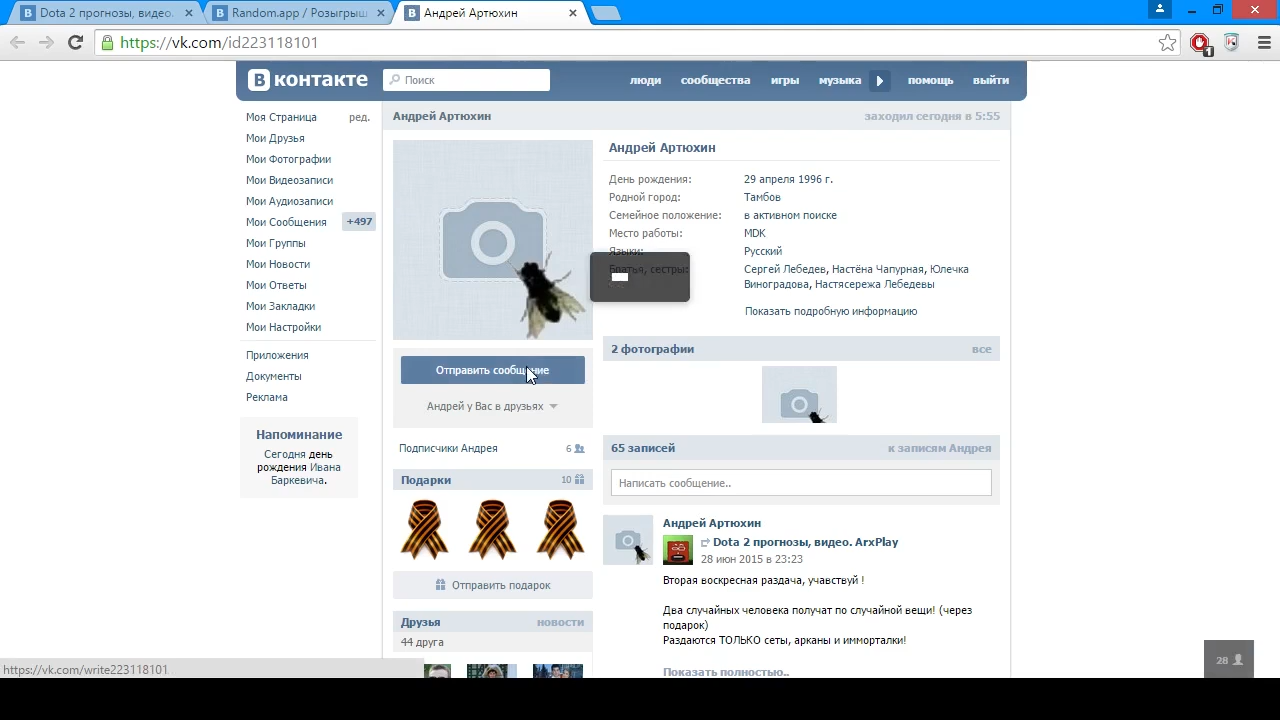 Dota 2 прогнозы, видео.
Random.app / Розыгрыш
Андрей Артюхин
https://vk.com/id223118101
1
В контакте
Поиск
люди
сообщества
игры
музыка
помощь
выйти
Моя Страница
ред.
Мои Друзья
Мои Фотографии
Мои Видеозаписи
Мои Аудиозаписи
Мои Сообщения
+497
Мои Группы
Мои Новости
Мои Ответы
Мои Закладки
Мои Настройки
Приложения
Документы
Реклама
Напоминание
Сегодня день
рождения Ивана
Баркевича.
Андрей Артюхин
заходил сегодня в 5:55
Отправить сообщение
Андрей у Вас в друзьях
Подписчики Андрея
6
Подарки
10
Отправить подарок
Друзья
новости
44 друга
Андрей Артюхин
День рождения:
29 апреля 1996 г.
Родной город:
Тамбов
Семейное положение:
в активном поиске
Место работы:
MDK
Языки:
Русский
Братья, сестры:
Сергей Лебедев, Настёна Чапурная, Юлечка
Виноградова, Настясережа Лебедевы
Показать подробную информацию
2 фотографии
все
65 записей
к записям Андрея
Написать сообщение..
Андрей Артюхин
Dota 2 прогнозы, видео. ArxPlay
28 июн 2015 в 23:23
Вторая воскресная раздача, учавствуй !
Два случайных человека получат по случайной вещи! (через
подарок)
Раздаются ТОЛЬКО сеты, арканы и имморталки!
Показать полностью..
28
https://vk.com/write223118101